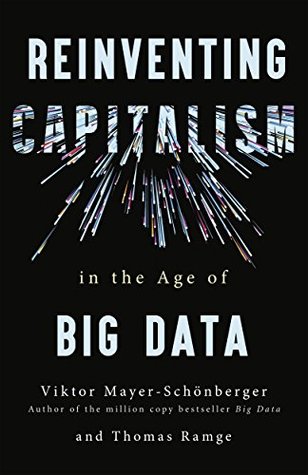 REINVENTING
CAPITALISM
in the Age of
BIG DATA
Viktor Mayer-Schönberger
Author of the million copy bestseller Big Data
and Thomas Ramge